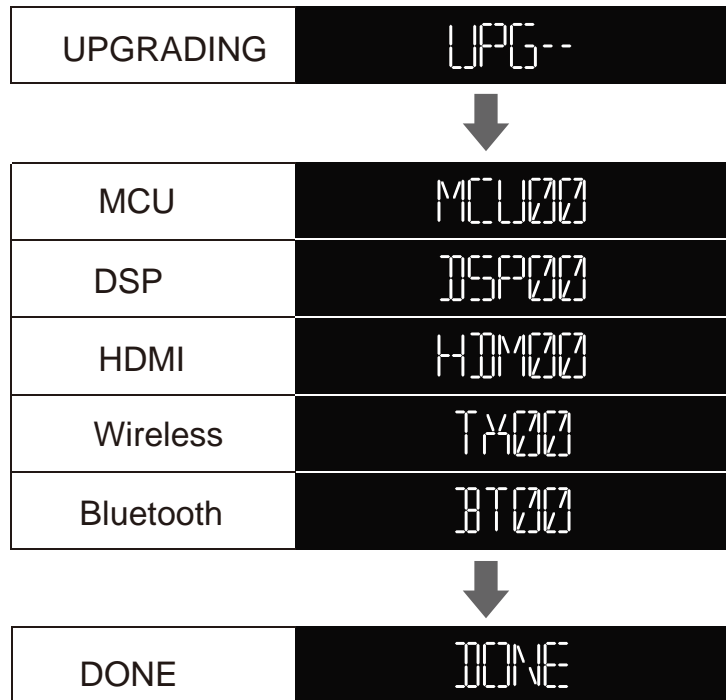 UPGRADING UPG--
MCU MCU00
DSP DSP00
HDMI HDM00
Wireless TX00
Bluetooth BT00
DONE DONE